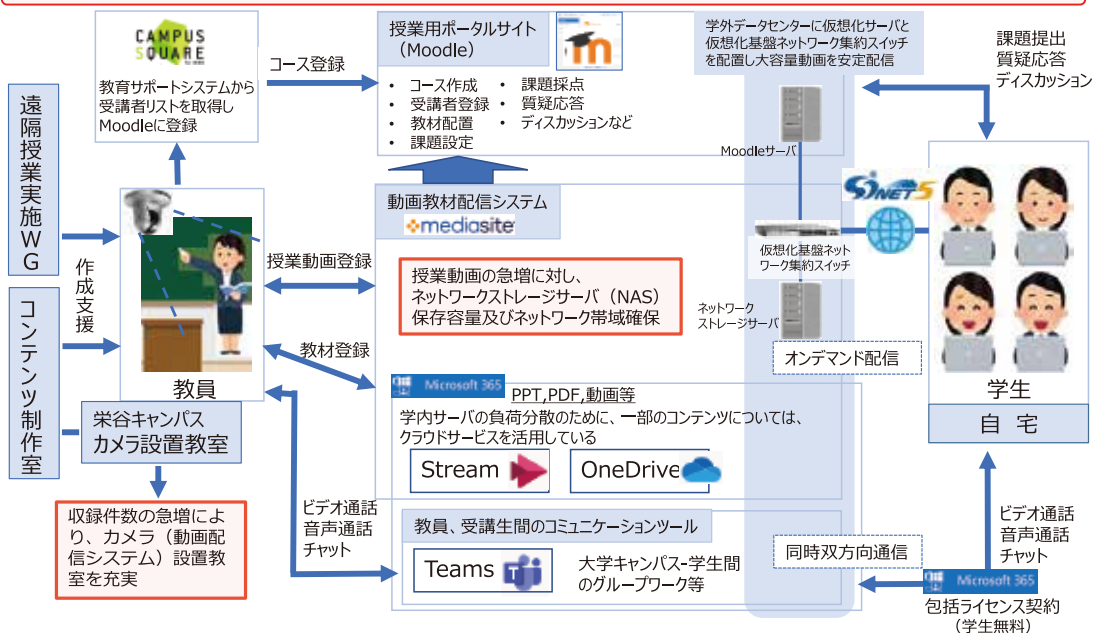 CAMPUS
SQUARE
教育サポートシステムから
受講者リストを取得し
Moodleに登録
コース登録
授業用ポータルサイト
（Moodle）
• コース作成
• 受講者登録
• 教材配置
• 課題設定
• 課題採点
• 質疑応答
• ディスカッションなど
学外データセンターに仮想化サーバと
仮想化基盤ネットワーク集約スイッチ
を配置し大容量動画を安定配信
課題提出
質疑応答
ディスカッション
遠隔授業実施WG
コンテンツ制作室
作成支援
教員
栄谷キャンパス
カメラ設置教室
収録件数の急増によ
り、カメラ（動画配
信システム）設置教
室を充実
授業動画登録
教材登録
ビデオ通話
音声通話
チャット
動画教材配信システム
mediasite
授業動画の急増に対し、
ネットワークストレージサーバ（NAS）
保存容量及びネットワーク帯域確保
Moodleサーバ
仮想化基盤ネット
ワーク集約スイッチ
ネットワーク
ストレージサーバ
SINET5
オンデマンド配信
Microsoft 365
PPT,PDF,動画等
学内サーバの負荷分散のために、一部のコンテンツについては、
クラウドサービスを活用している
Stream
OneDrive
教員、受講生間のコミュニケーションツール
Teams
大学キャンパス-学生間
のグループワーク等
同時双方向通信
学生
自 宅
ビデオ通話
音声通話
チャット
Microsoft 365
包括ライセンス契約
（学生無料）